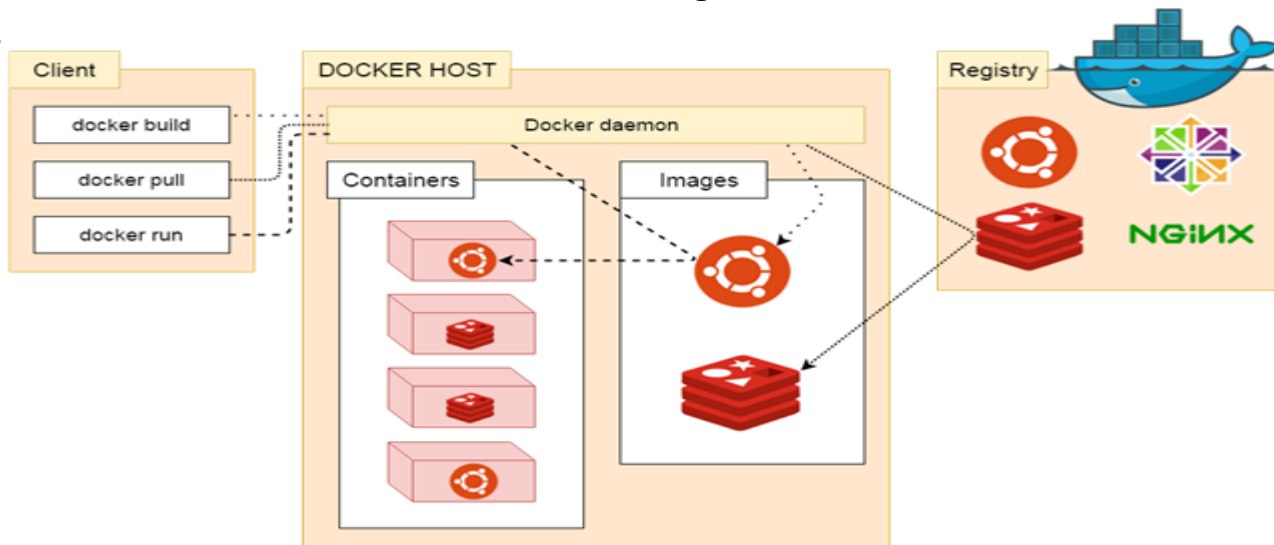 Client
docker build
docker pull
docker run
DOCKER HOST
Docker daemon
Containers
Images
Registry
NGiNX